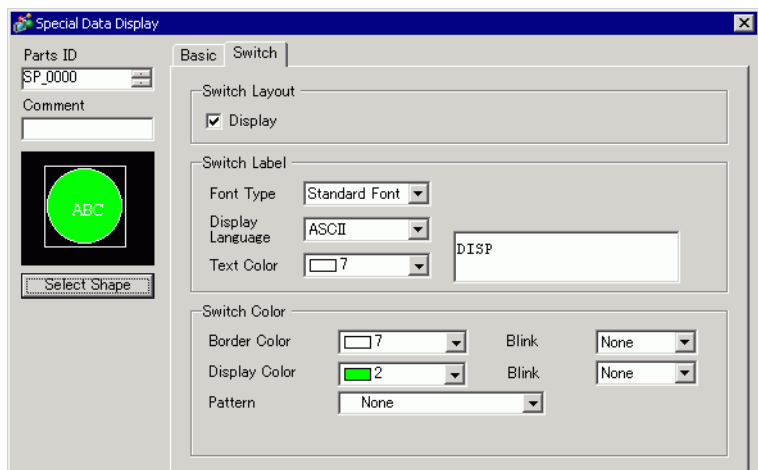 Special Data Display
Parts ID
SP_0000
Comment
ABC
Select Shape
Basic Switch
Switch Layout
Display
Switch Label
Font Type Standard Font
Display
Language ASCII
Text Color 7
DISP
Switch Color
Border Color 7 Blink None
Display Color 2 Blink None
Pattern None